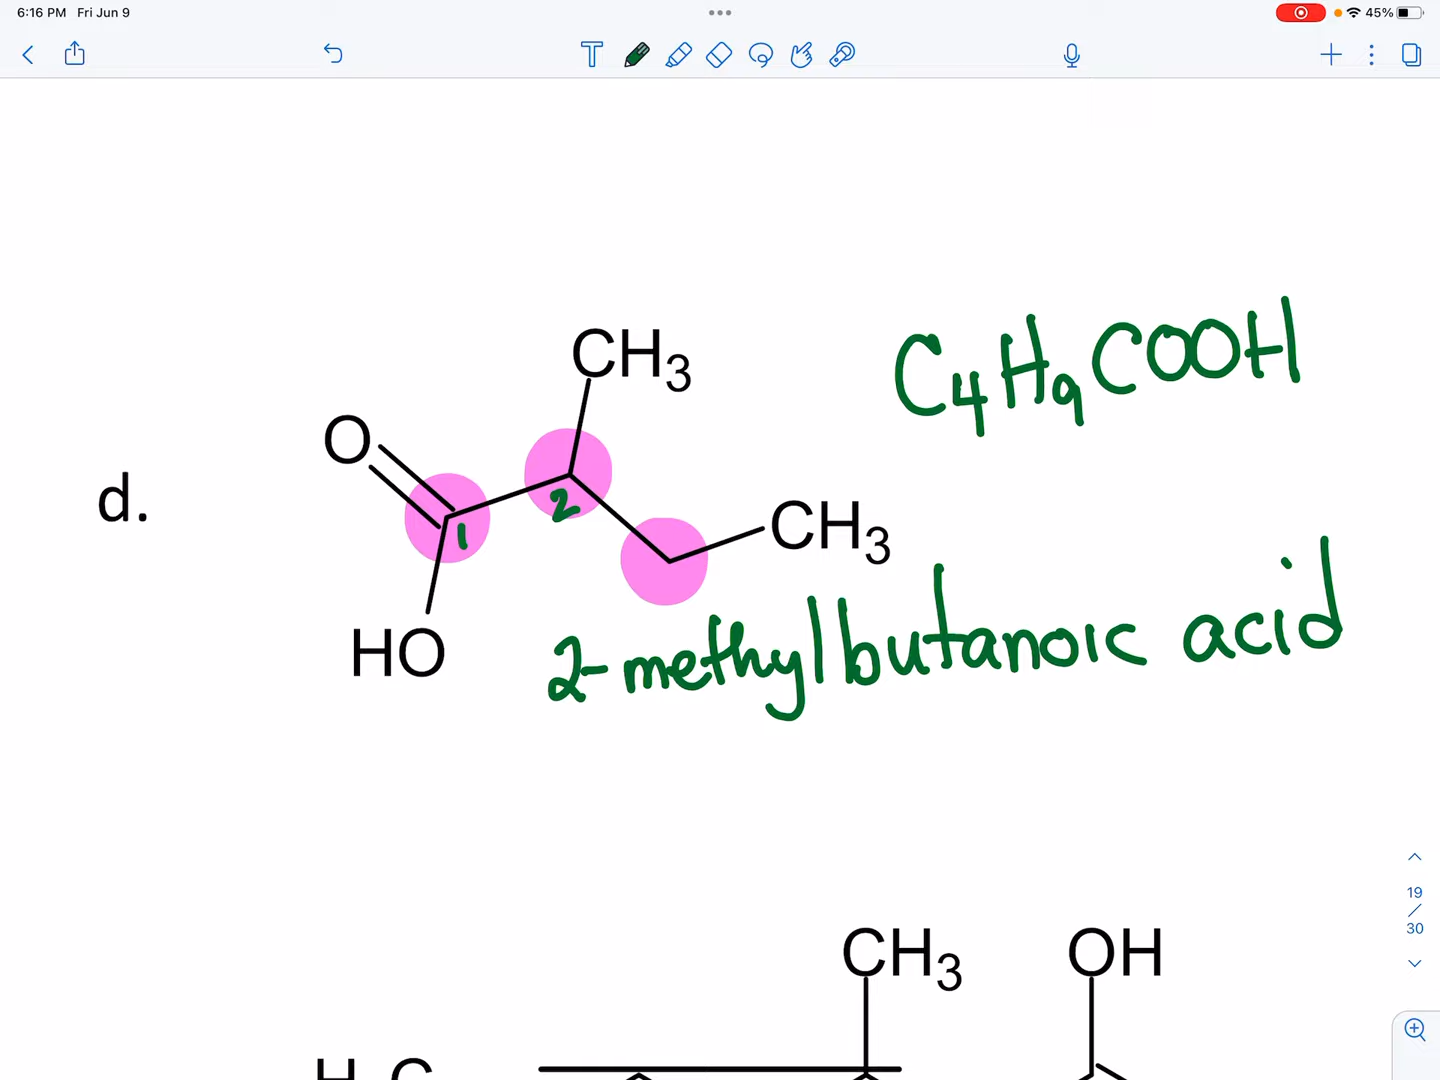 6:16 PM Fri Jun 9
45%
T
CH3
C4H9COOH
O
d.
1
2
CH3
HO
2-methylbutanoic acid
19
/
30
CH3
OH
H C